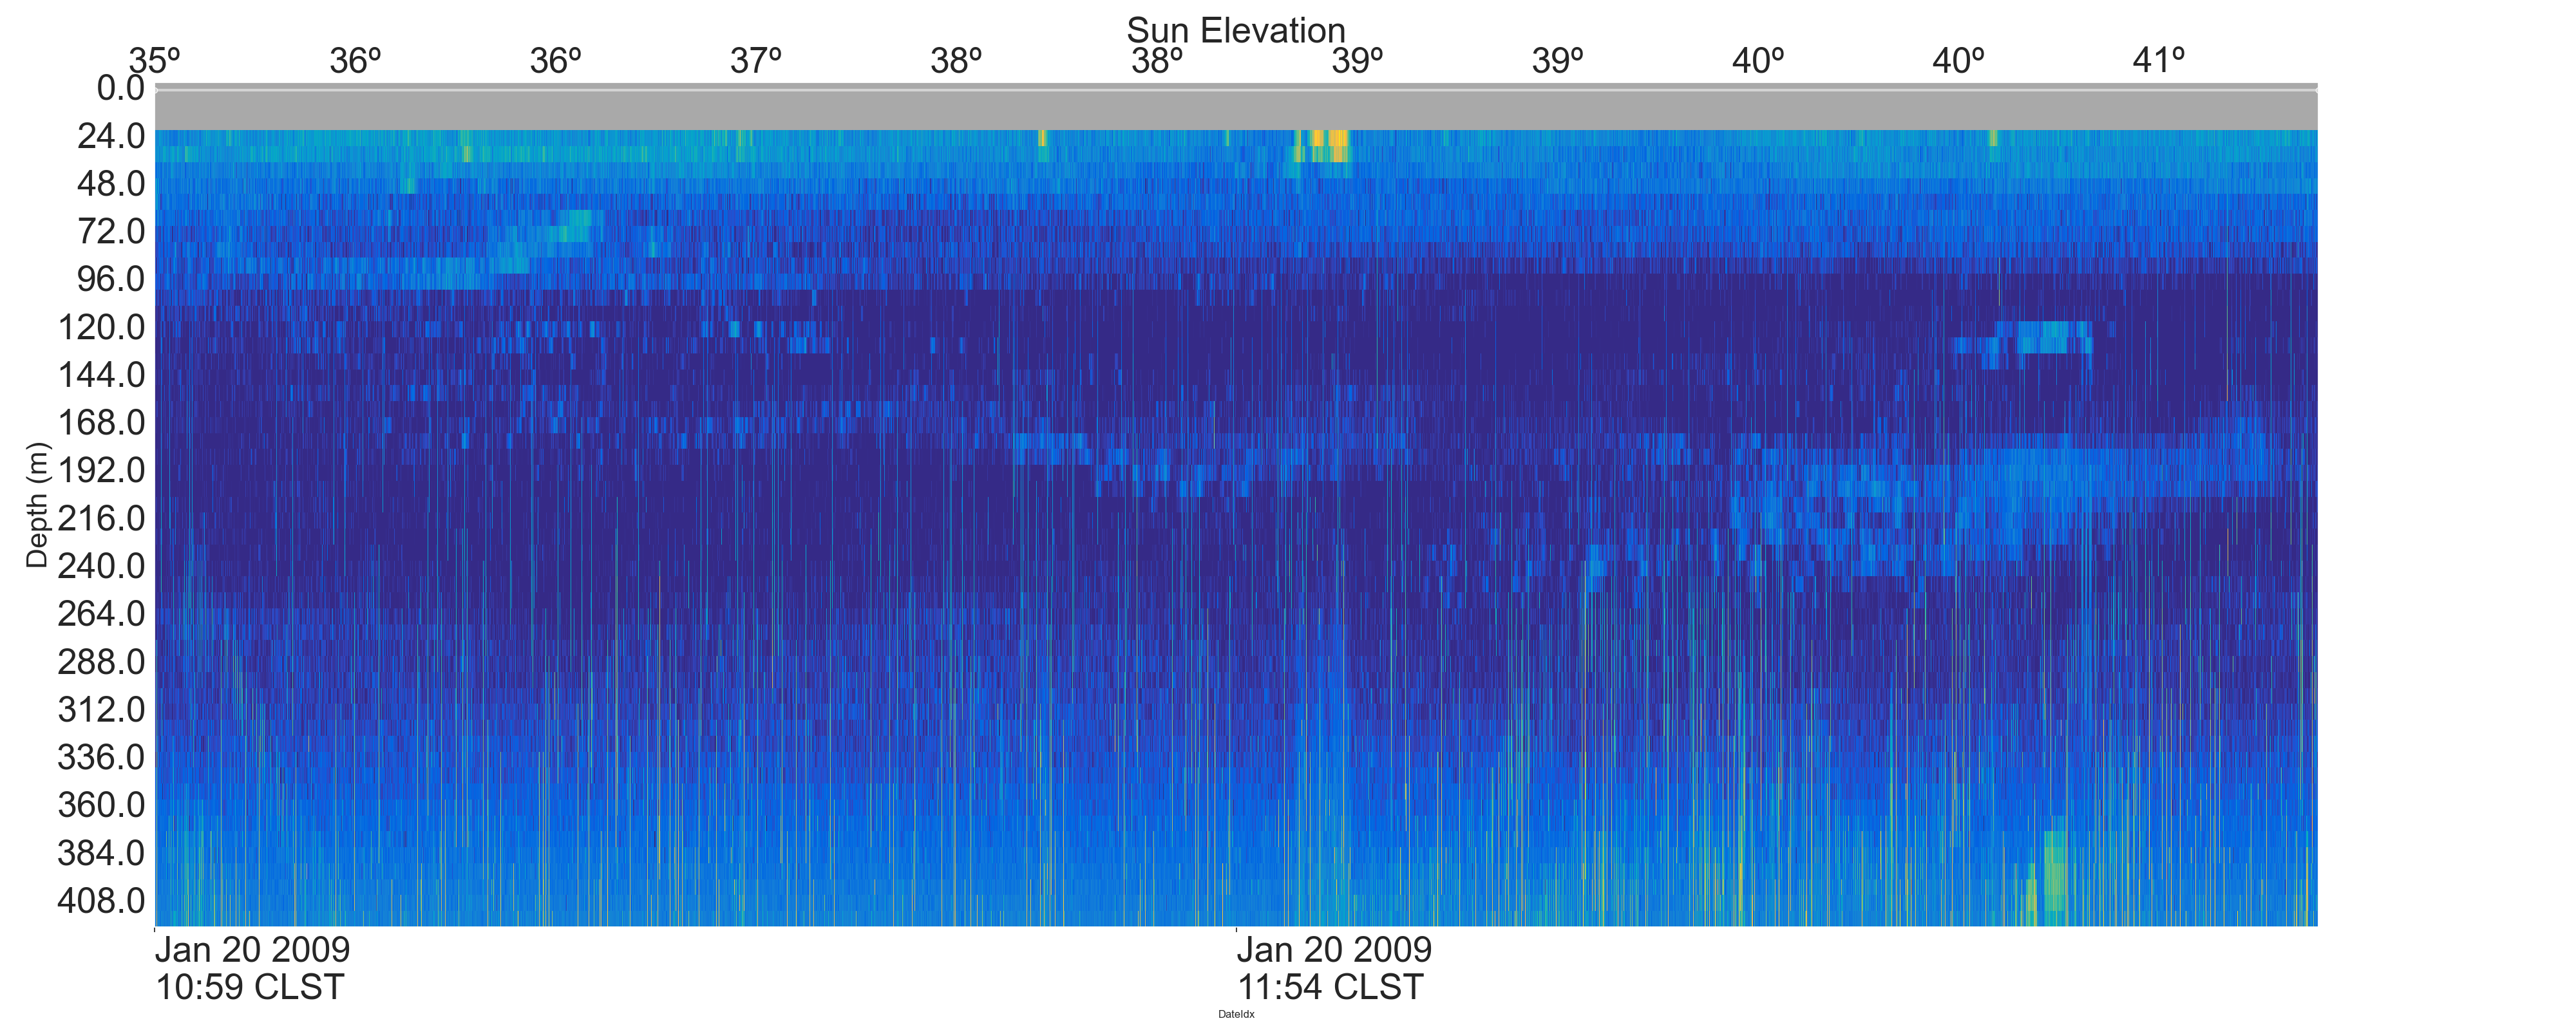 Sun Elevation
35º 36º 36º 37º 38º 38º 39º 39º 40º 40º 41º
0.0
24.0
48.0
72.0
96.0
120.0
144.0
168.0
192.0
216.0
240.0
264.0
288.0
312.0
336.0
360.0
384.0
408.0
Depth (m)
Jan 20 2009
10:59 CLST
Jan 20 2009
11:54 CLST
DateIdx